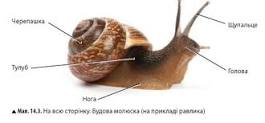 Черепашка
Щупальце
Тулуб
Голова
Нога
▲ Мал. 14.3. На всю сторінку. Будова молюска (на прикладі равлика)